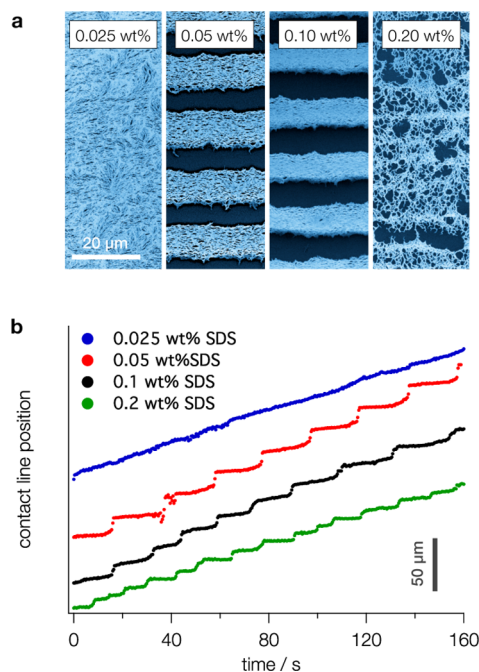 a
0.025 wt%
0.05 wt%
0.10 wt%
0.20 wt%
20 µm
b
0.025 wt% SDS
0.05 wt%SDS
0.1 wt% SDS
0.2 wt% SDS
contact line position
50 µm
0
40
80
120
160
time / s